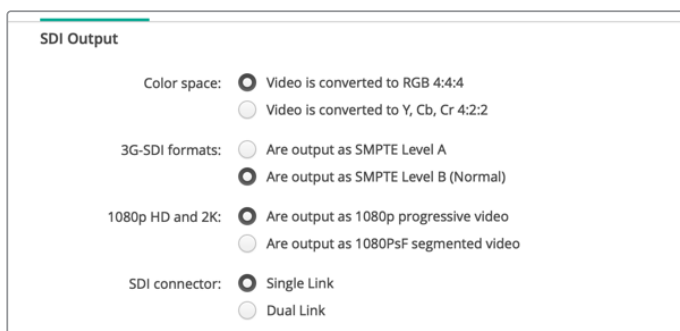 SDI Output
Color space: Video is converted to RGB 4:4:4
Video is converted to Y, Cb, Cr 4:2:2
3G-SDI formats: Are output as SMPTE Level A
Are output as SMPTE Level B (Normal)
1080p HD and 2K: Are output as 1080p progressive video
Are output as 1080PsF segmented video
SDI connector: Single Link
Dual Link